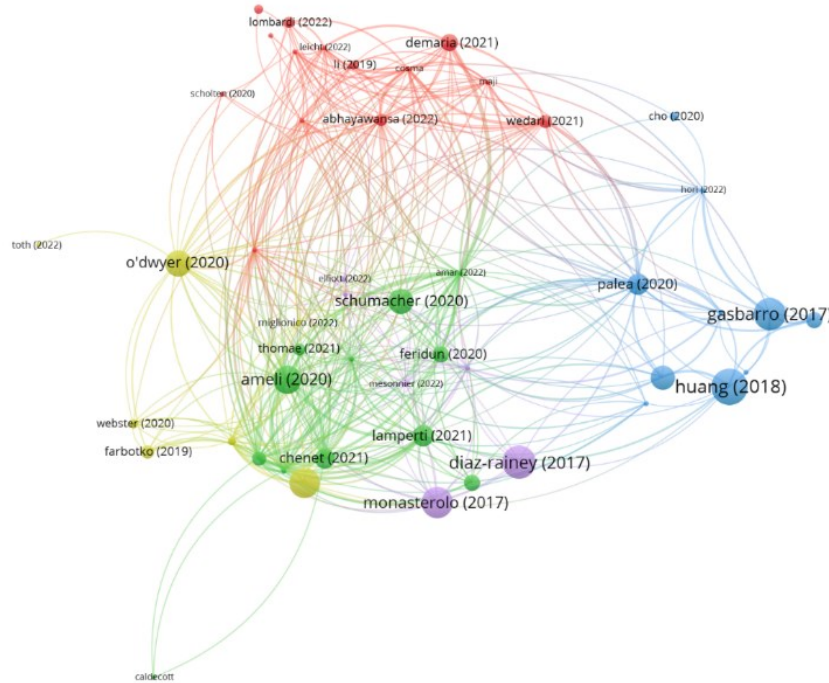 lombardi (2022)
demaria (2021)
leicht (2022)
li (2019)
cosma
maji
scholten (2020)
abhayawansa (2022)
wedari (2021)
cho (2020)
hori (2022)
toth (2022)
o'dwyer (2020)
elliott (2022)
amar (2022)
schumacher (2020)
palea (2020)
gasbarro (2017)
miglionico (2022)
thomae (2021)
feridun (2020)
ameli (2020)
mesonnier (2022)
huang (2018)
webster (2020)
farbotko (2019)
lamperti (2021)
chenet (2021)
diaz-rainey (2017)
monasterolo (2017)
caldecott